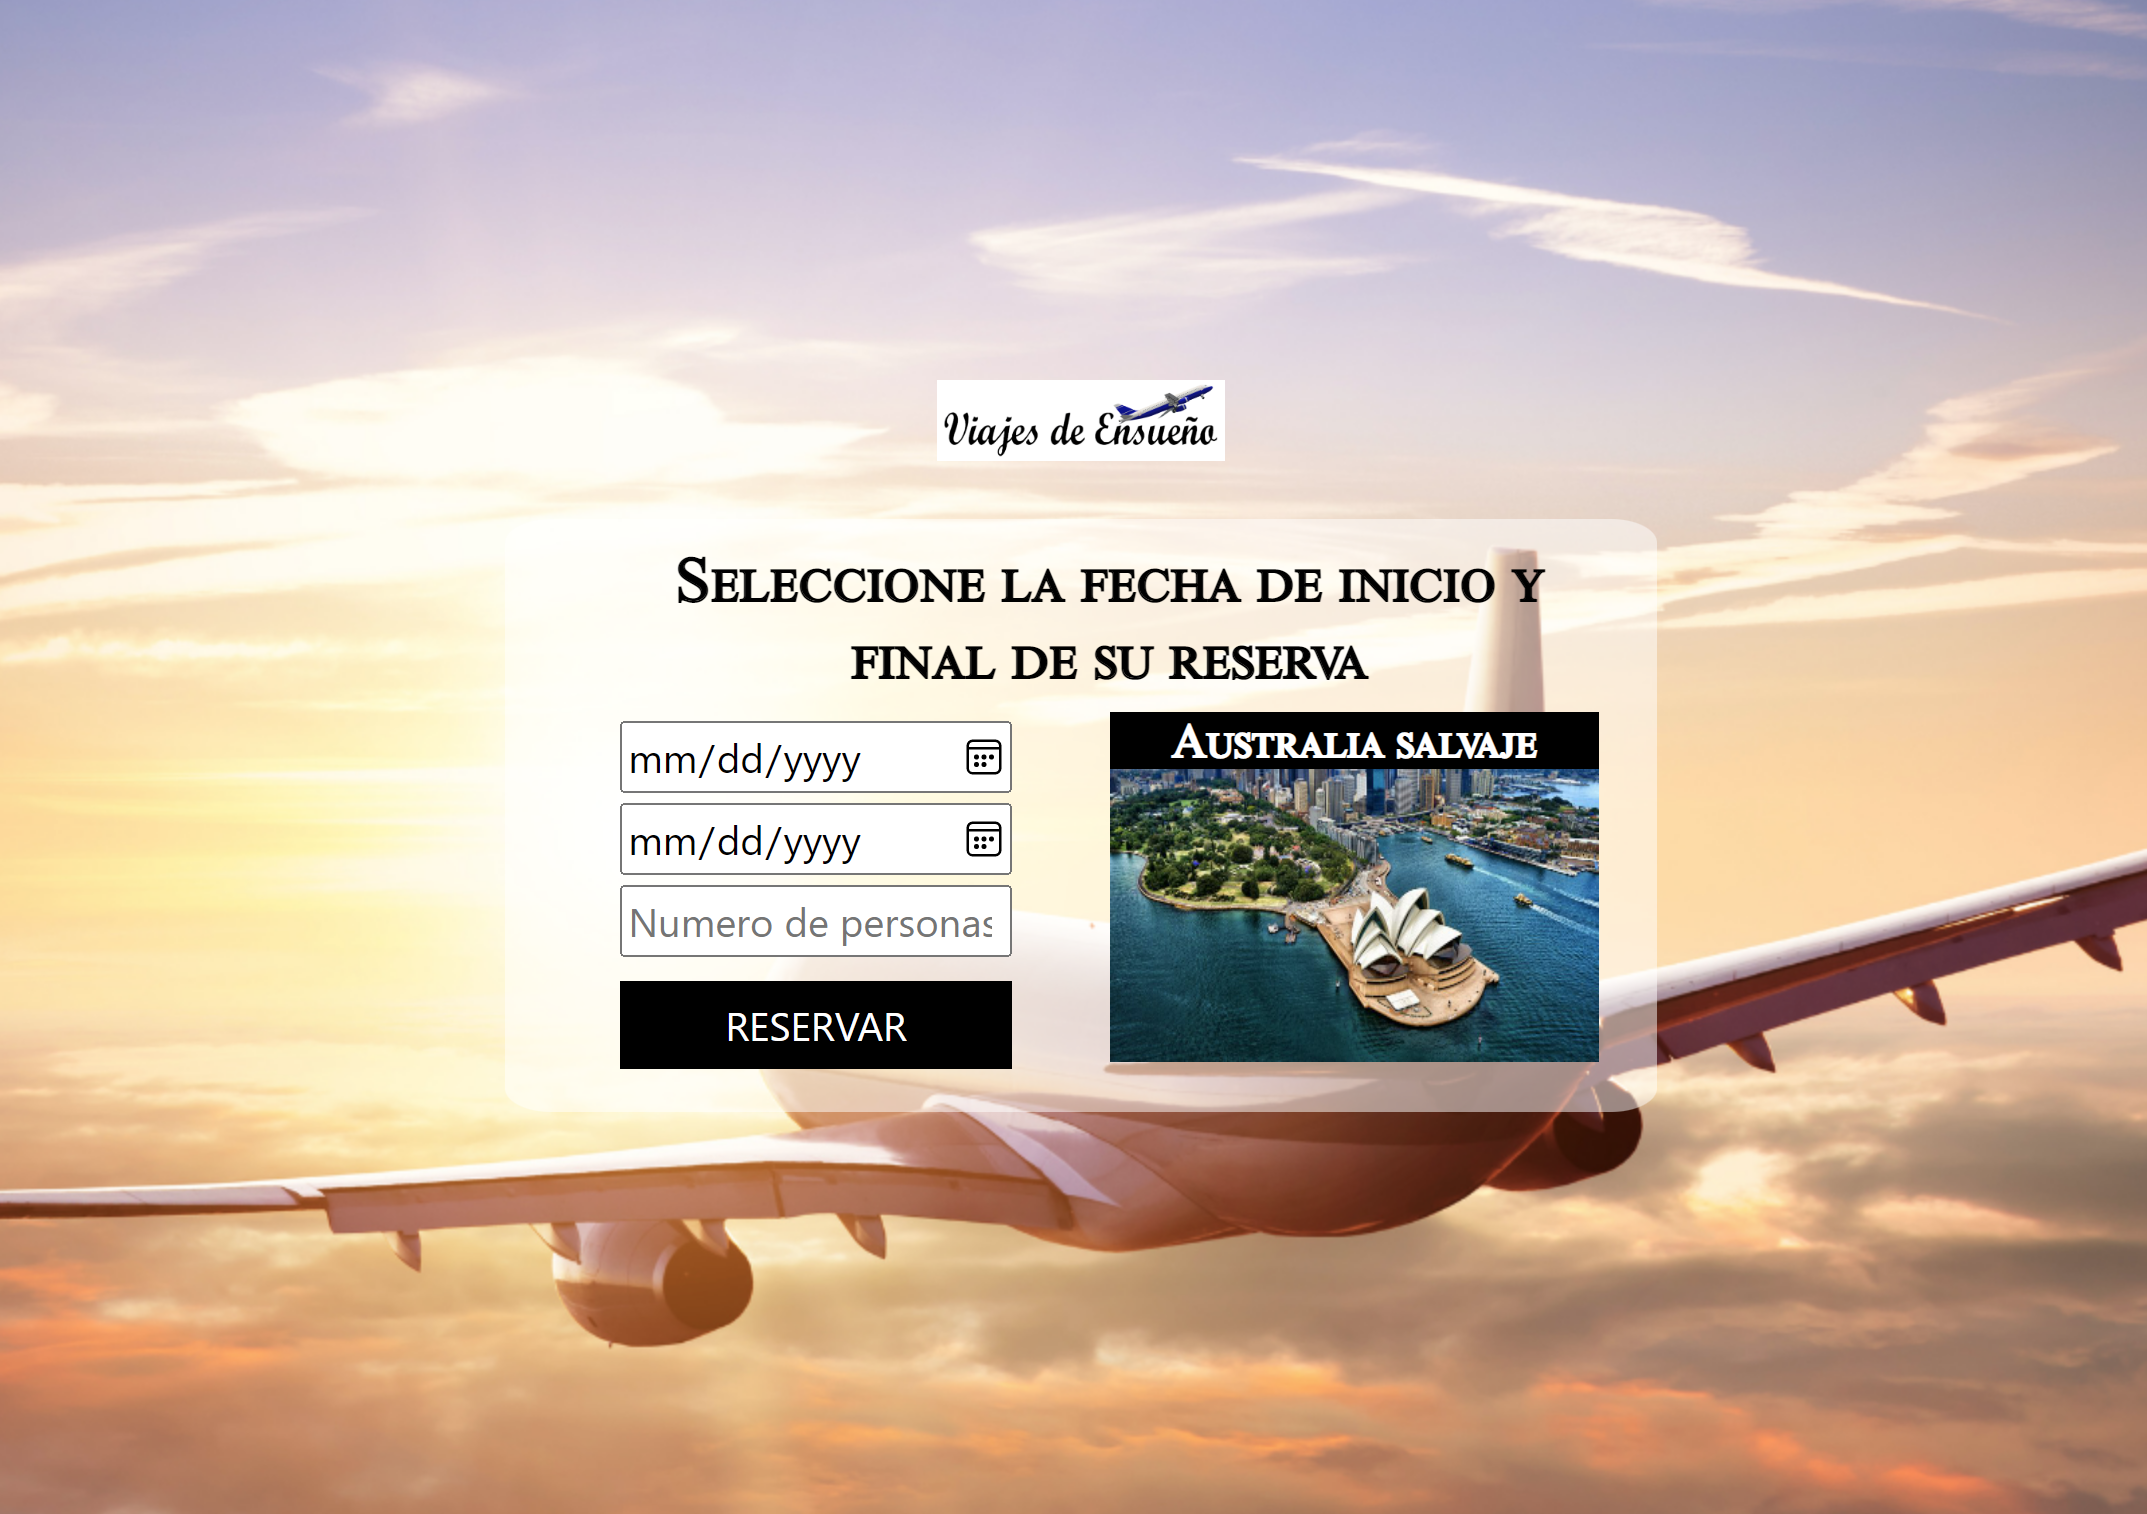 Viajes de Ensueño
Seleccione la fecha de inicio y
final de su reserva
mm/dd/yyyy
Australia salvaje
mm/dd/yyyy
Numero de personas
RESERVAR